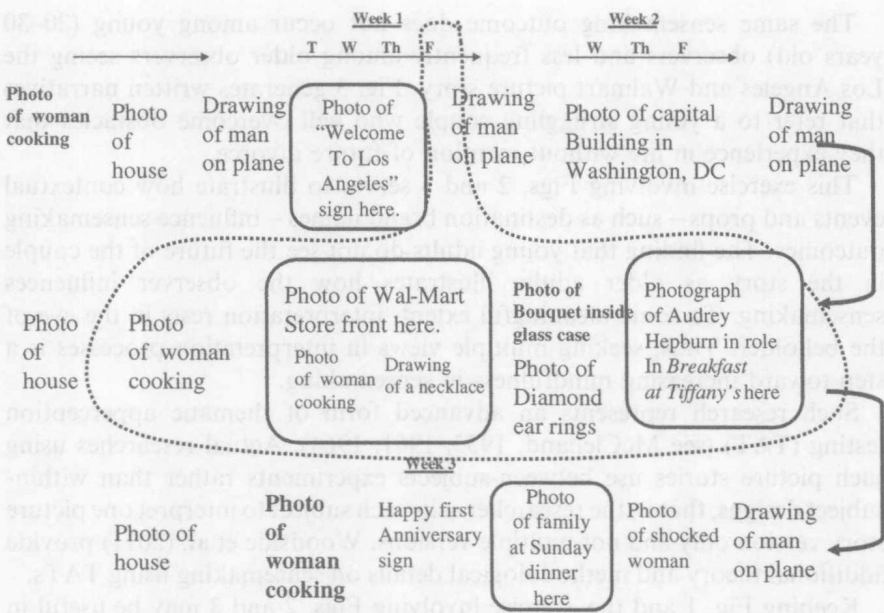 Week 1
Week 2
T Th F
W Th F
Photo
of woman
cooking
Photo
of
house
Drawing
of man
on plane
Photo of
“Welcome
To Los
Angeles”
sign here
Drawing
of man
on plane
Photo of capital
Building in
Washington, DC
Drawing
of man
on plane
Photo
of
house
Photo
of woman
cooking
Photo of Wal-Mart
Store front here.
Photo
of woman
cooking
Drawing
of a necklace
Photo of
Bouquet inside
glass case
Photo of
Diamond
ear rings
Photograph
of Audrey
Hepburn in role
In Breakfast
at Tiffany’s here
Week 3
Photo of
house
Photo
of
woman
cooking
Happy first
Anniversary
sign
Photo
of family
at Sunday
dinner
here
Photo
of shocked
woman
Drawing
of man
on plane